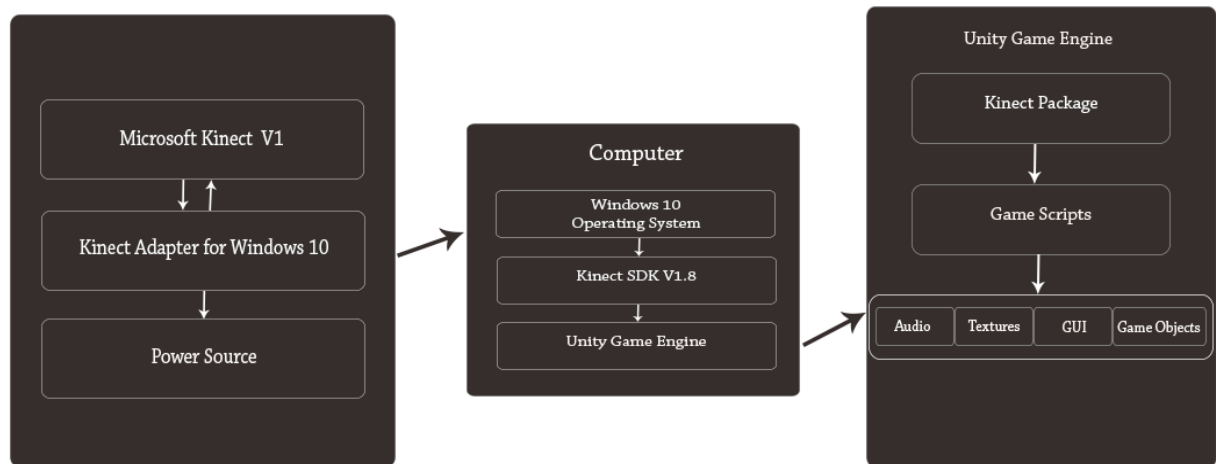 Microsoft Kinect V1
Kinect Adapter for Windows 10
Power Source
Computer
Windows 10
Operating System
Kinect SDK V1.8
Unity Game Engine
Unity Game Engine
Kinect Package
Game Scripts
Audio
Textures
GUI
Game Objects